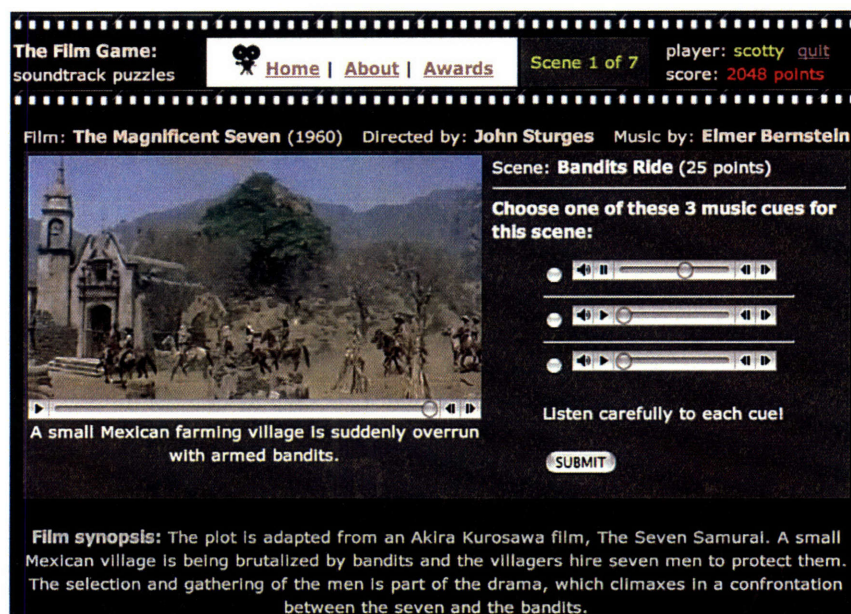 The Film Game:
soundtrack puzzles
Home | About | Awards
Scene 1 of 7
player: scotty quit
score: 2048 points
Film: The Magnificent Seven (1960) Directed by: John Sturges Music by: Elmer Bernstein
Scene: Bandits Ride (25 points)
Choose one of these 3 music cues for
this scene:
Listen carefully to each cue!
SUBMIT
A small Mexican farming village is suddenly overrun
with armed bandits.
Film synopsis: The plot is adapted from an Akira Kurosawa film, The Seven Samurai. A small
Mexican village is being brutalized by bandits and the villagers hire seven men to protect them.
The selection and gathering of the men is part of the drama, which climaxes in a confrontation
between the seven and the bandits.